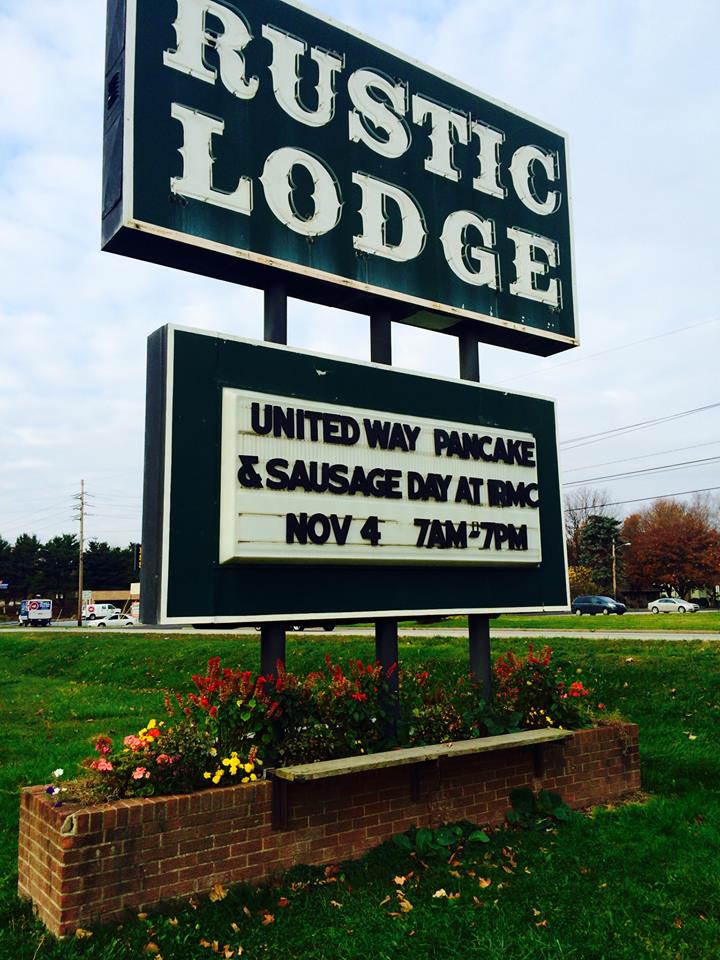 RUSTIC
LODGE
UNITED WAY PANCAKE
& SAUSAGE DAY AT IRMC
NOV 4 7AM-7PM